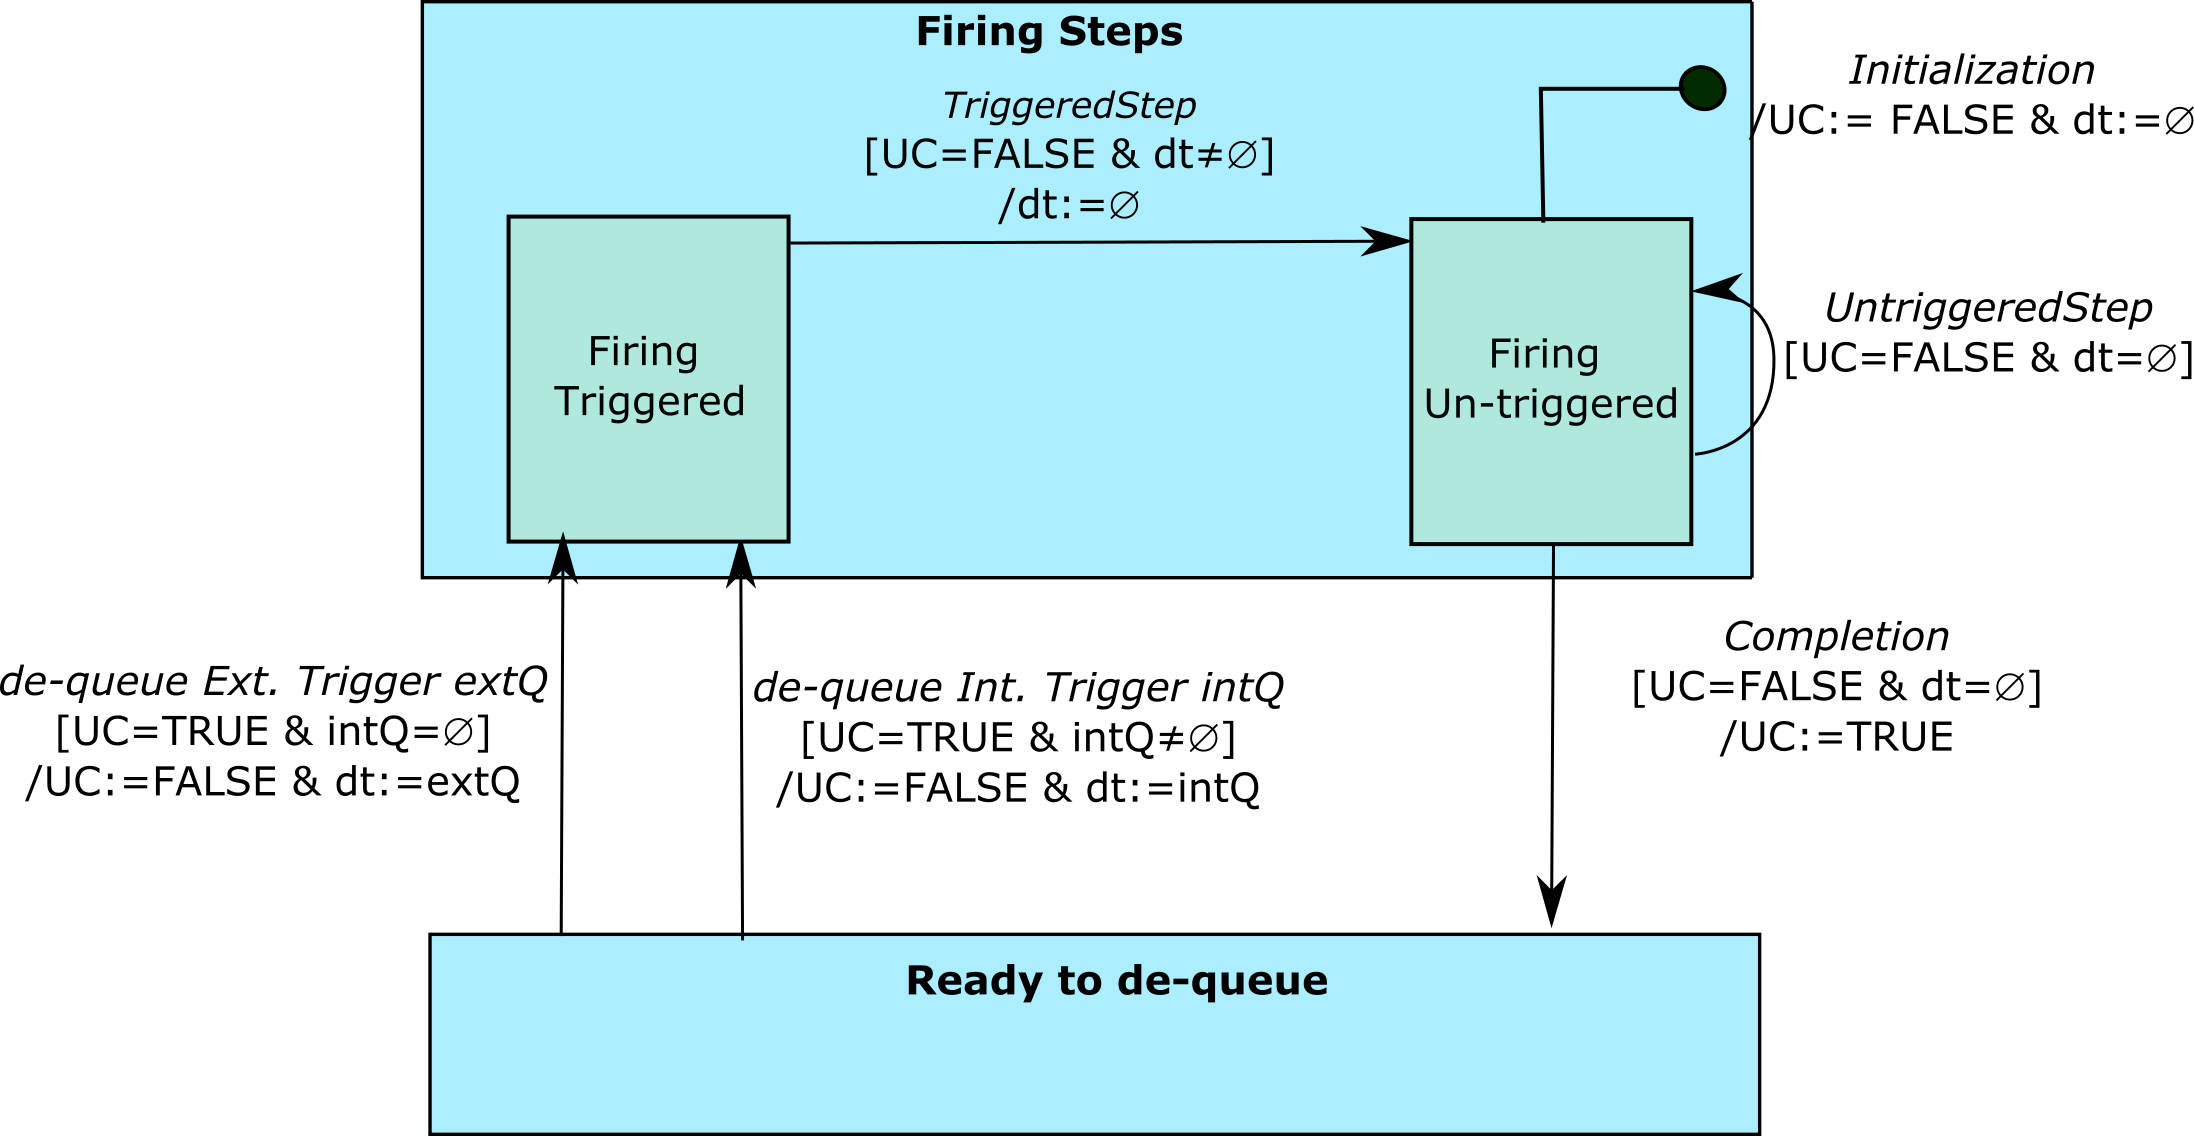 Firing Steps
Initialization
/UC:= FALSE & dt:=∅
TriggeredStep
[UC=FALSE & dt≠∅]
/dt:=∅
Firing
Triggered
Firing
Un-triggered
UntriggeredStep
[UC=FALSE & dt=∅]
de-queue Ext. Trigger extQ
[UC=TRUE & intQ=∅]
/UC:=FALSE & dt:=extQ
de-queue Int. Trigger intQ
[UC=TRUE & intQ≠∅]
/UC:=FALSE & dt:=intQ
Completion
[UC=FALSE & dt=∅]
/UC:=TRUE
Ready to de-queue